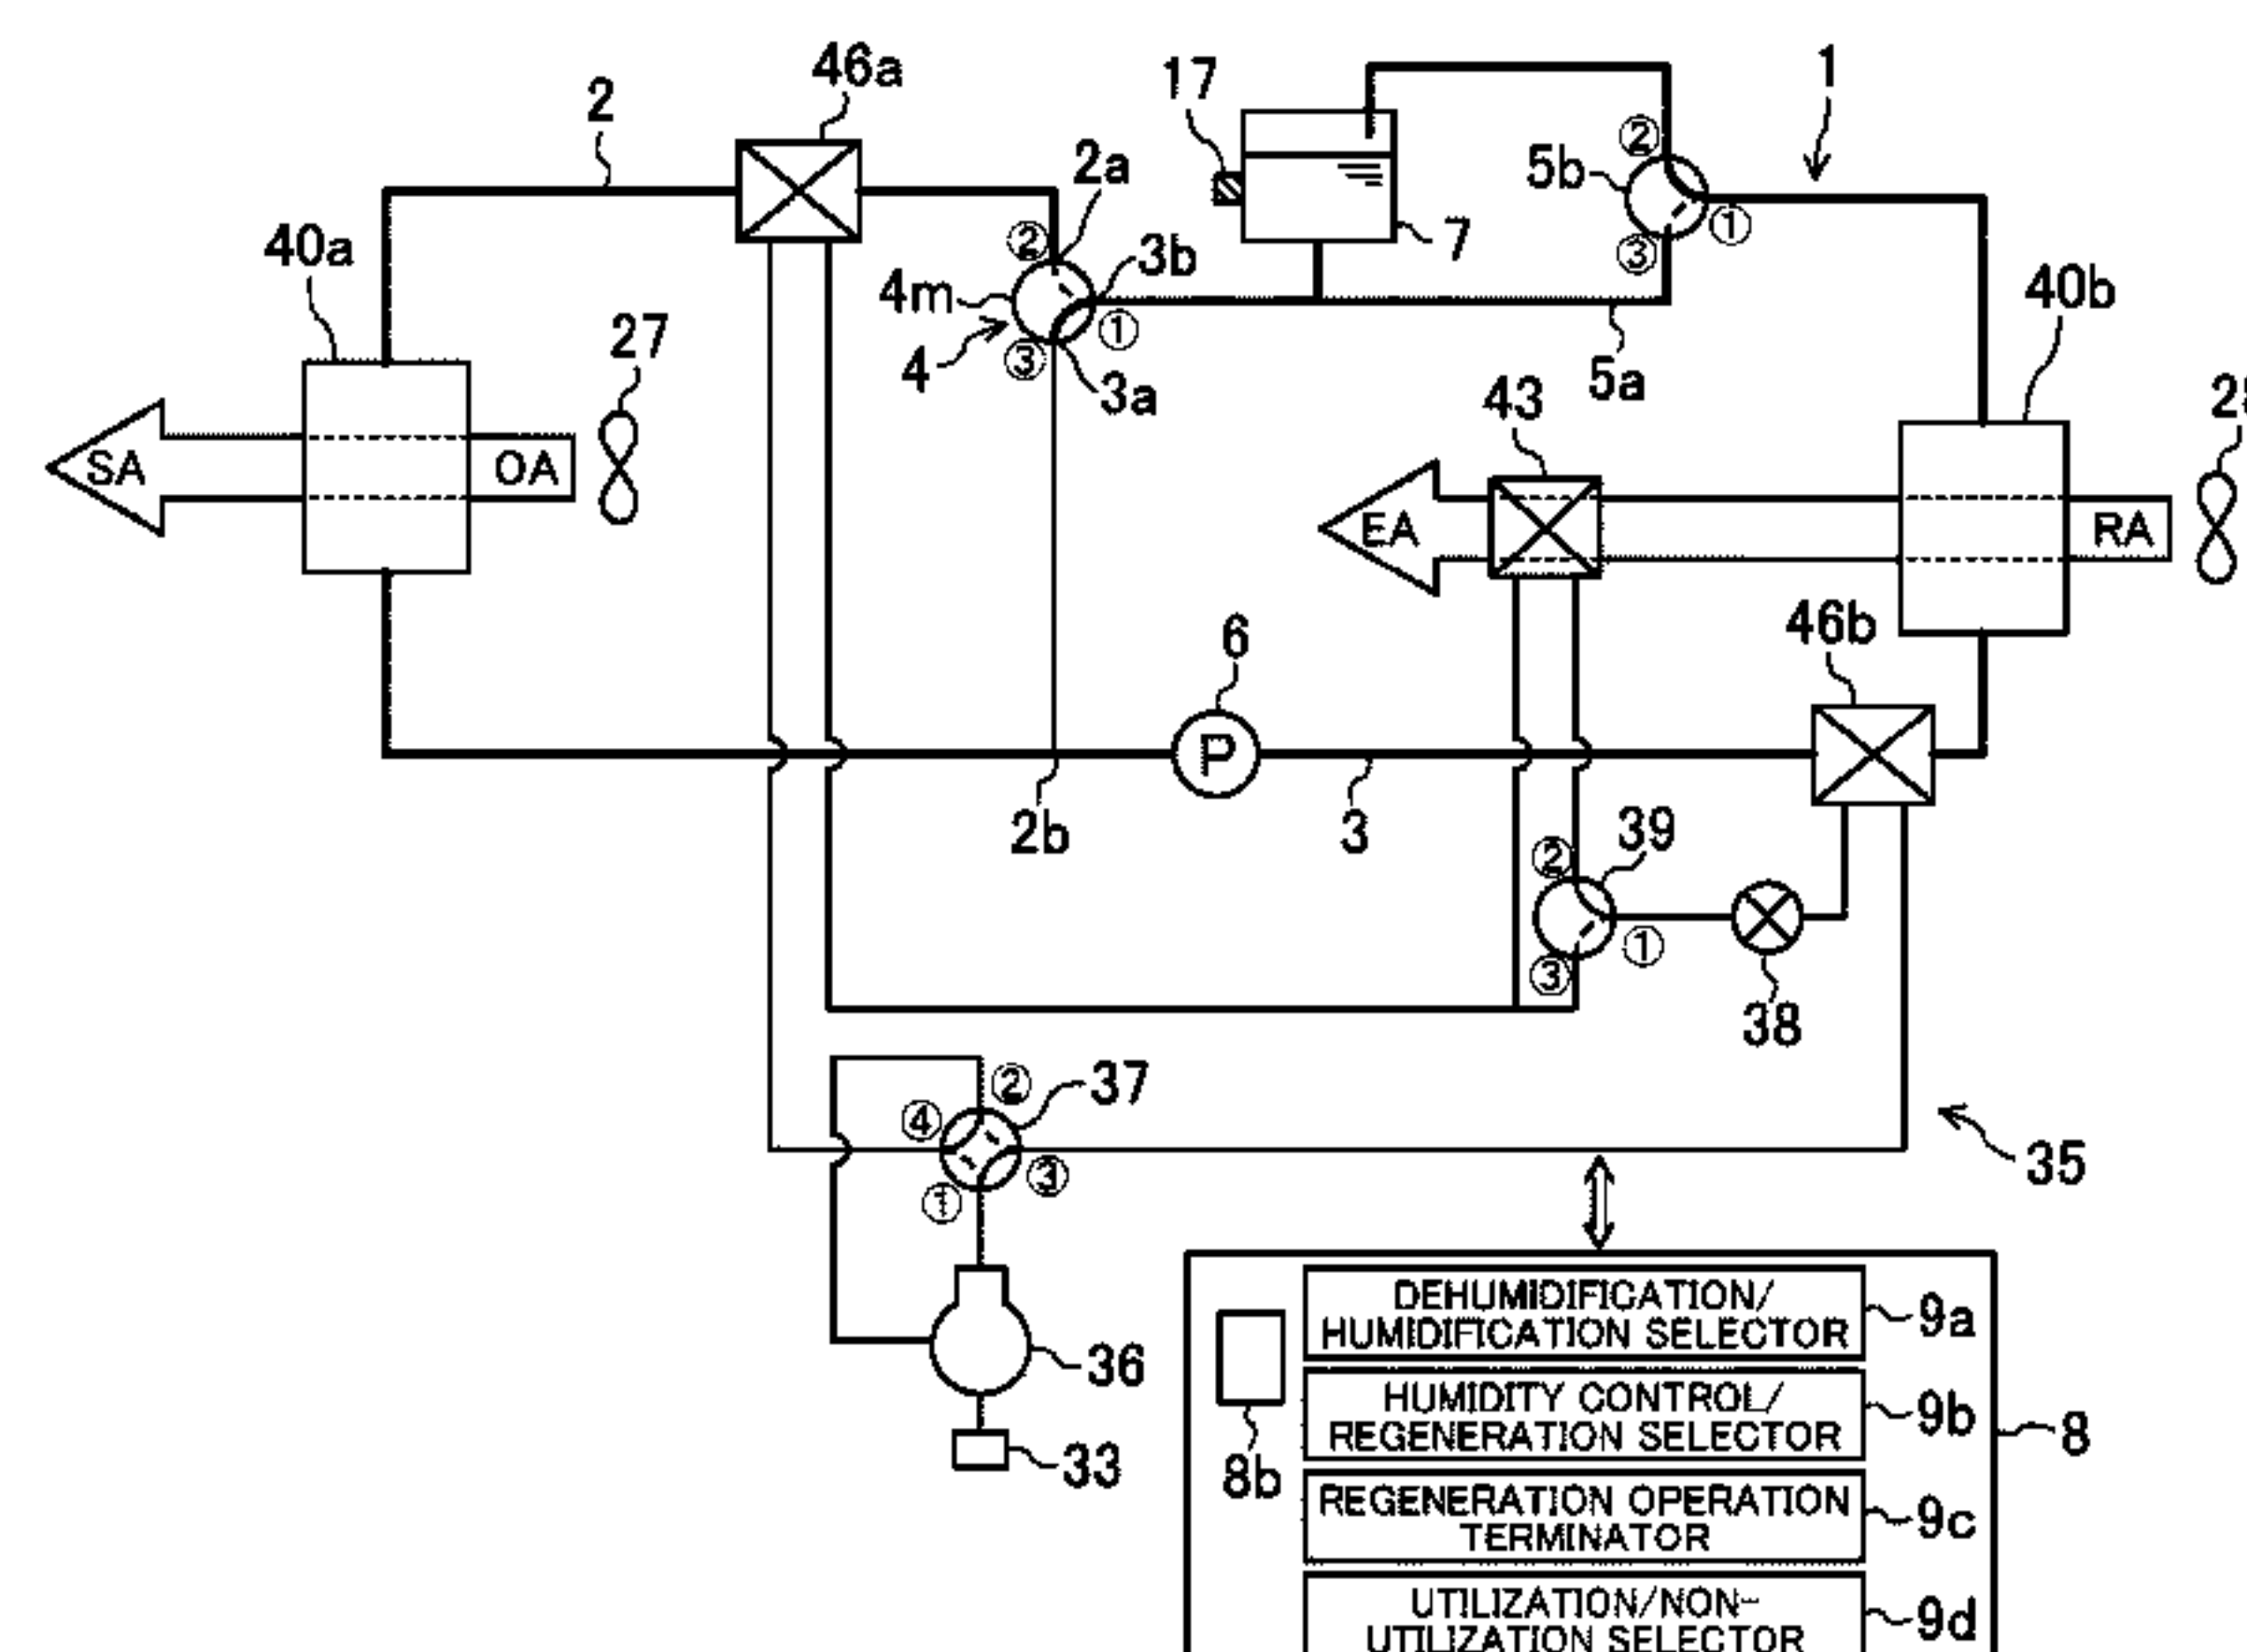 46a
17
1
2
2a
②
5b
40a
②
3b
7
③
①
4m
①
40b
27
4
③
3a
5a
43
SA
OA
EA
RA
6
46b
P
2b
3
②
39
①
③
38
②
37
④
③
35
①
DEHUMIDIFICATION/
HUMIDIFICATION SELECTOR
9a
36
HUMIDITY CONTROL/
REGENERATION SELECTOR
9b
8
33
8b
REGENERATION OPERATION
TERMINATOR
9c
UTILIZATION/NON-
UTILIZATION SELECTOR
9d